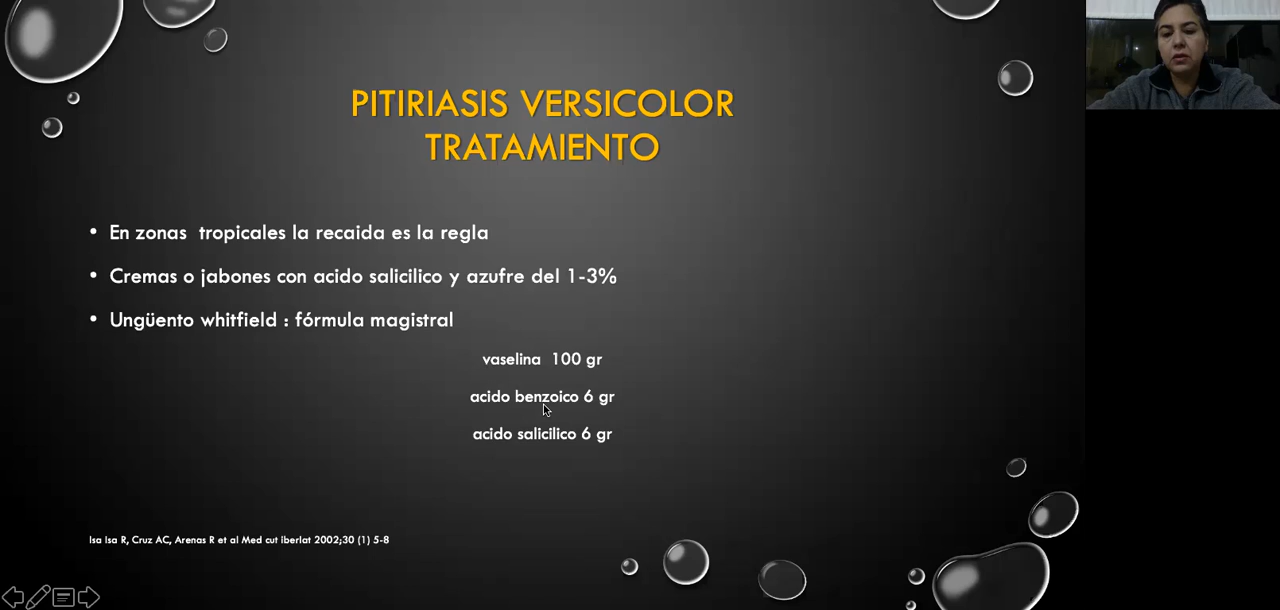 PITIRIASIS VERSICOLOR
TRATAMIENTO
• En zonas tropicales la recaida es la regla
• Cremas o jabones con acido salicilico y azufre del 1-3%
• Ungüento whitfield : fórmula magistral
vaselina 100 gr
acido benzoico 6 gr
acido salicilico 6 gr
Isa Isa R, Cruz AC, Arenas R et al Med cut iberlat 2002;30 (1) 5-8